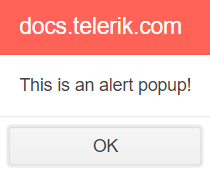 docs.telerik.com
This is an alert popup!
OK